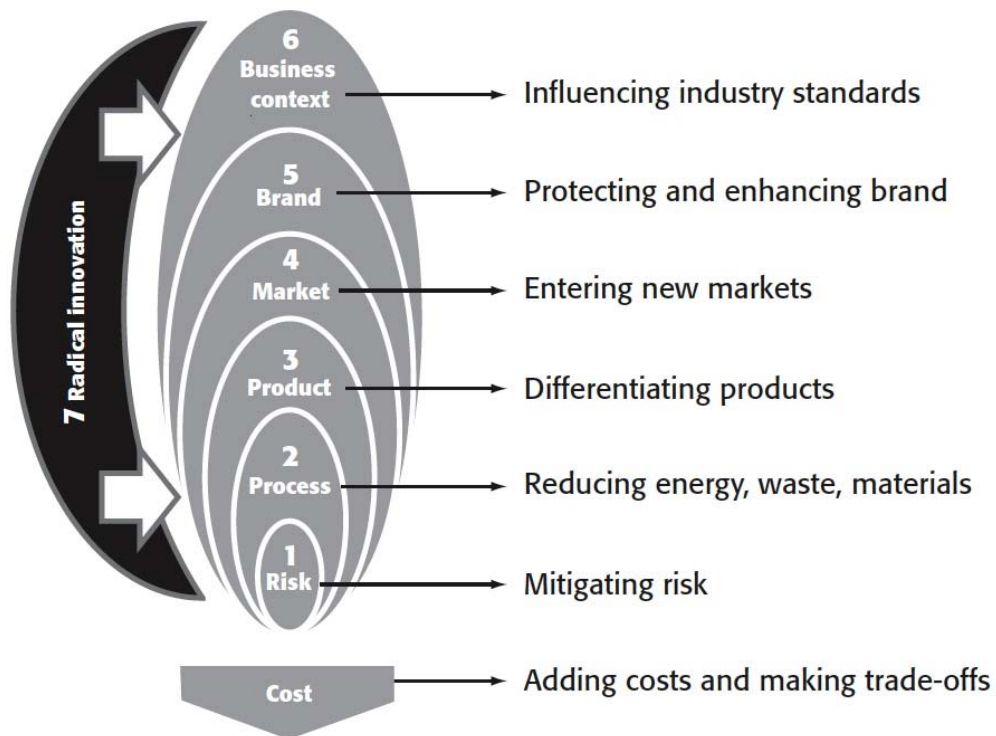 6
Business
context
Influencing industry standards
5
Brand
Protecting and enhancing brand
4
Market
Entering new markets
3
Product
Differentiating products
2
Process
Reducing energy, waste, materials
1
Risk
Mitigating risk
Cost
Adding costs and making trade-offs
7 Radical innovation